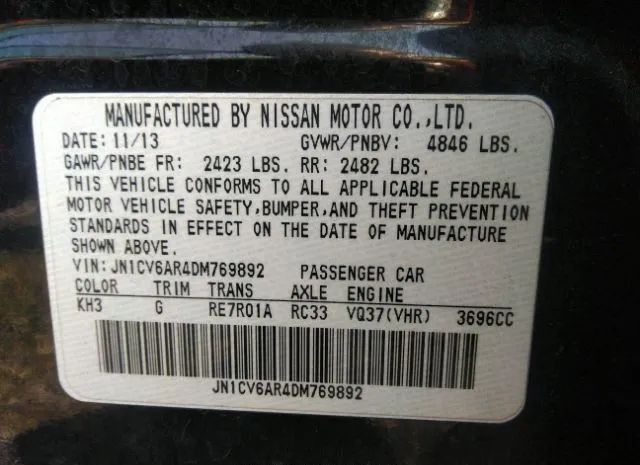 MANUFACTURED BY NISSAN MOTOR CO.,LTD.
DATE: 11/13 GVWR/PNBV: 4846 LBS.
GAWR/PNBE FR: 2423 LBS. RR: 2482 LBS.
THIS VEHICLE CONFORMS TO ALL APPLICABLE FEDERAL
MOTOR VEHICLE SAFETY,BUMPER,AND THEFT PREVENTION
STANDARDS IN EFFECT ON THE DATE OF MANUFACTURE
SHOWN ABOVE.
VIN:JN1CV6AR4DM769892 PASSENGER CAR
COLOR TRIM TRANS AXLE ENGINE
KH3 G RE7R01A RC33 VQ37(VHR) 3696CC
JN1CV6AR4DM769892